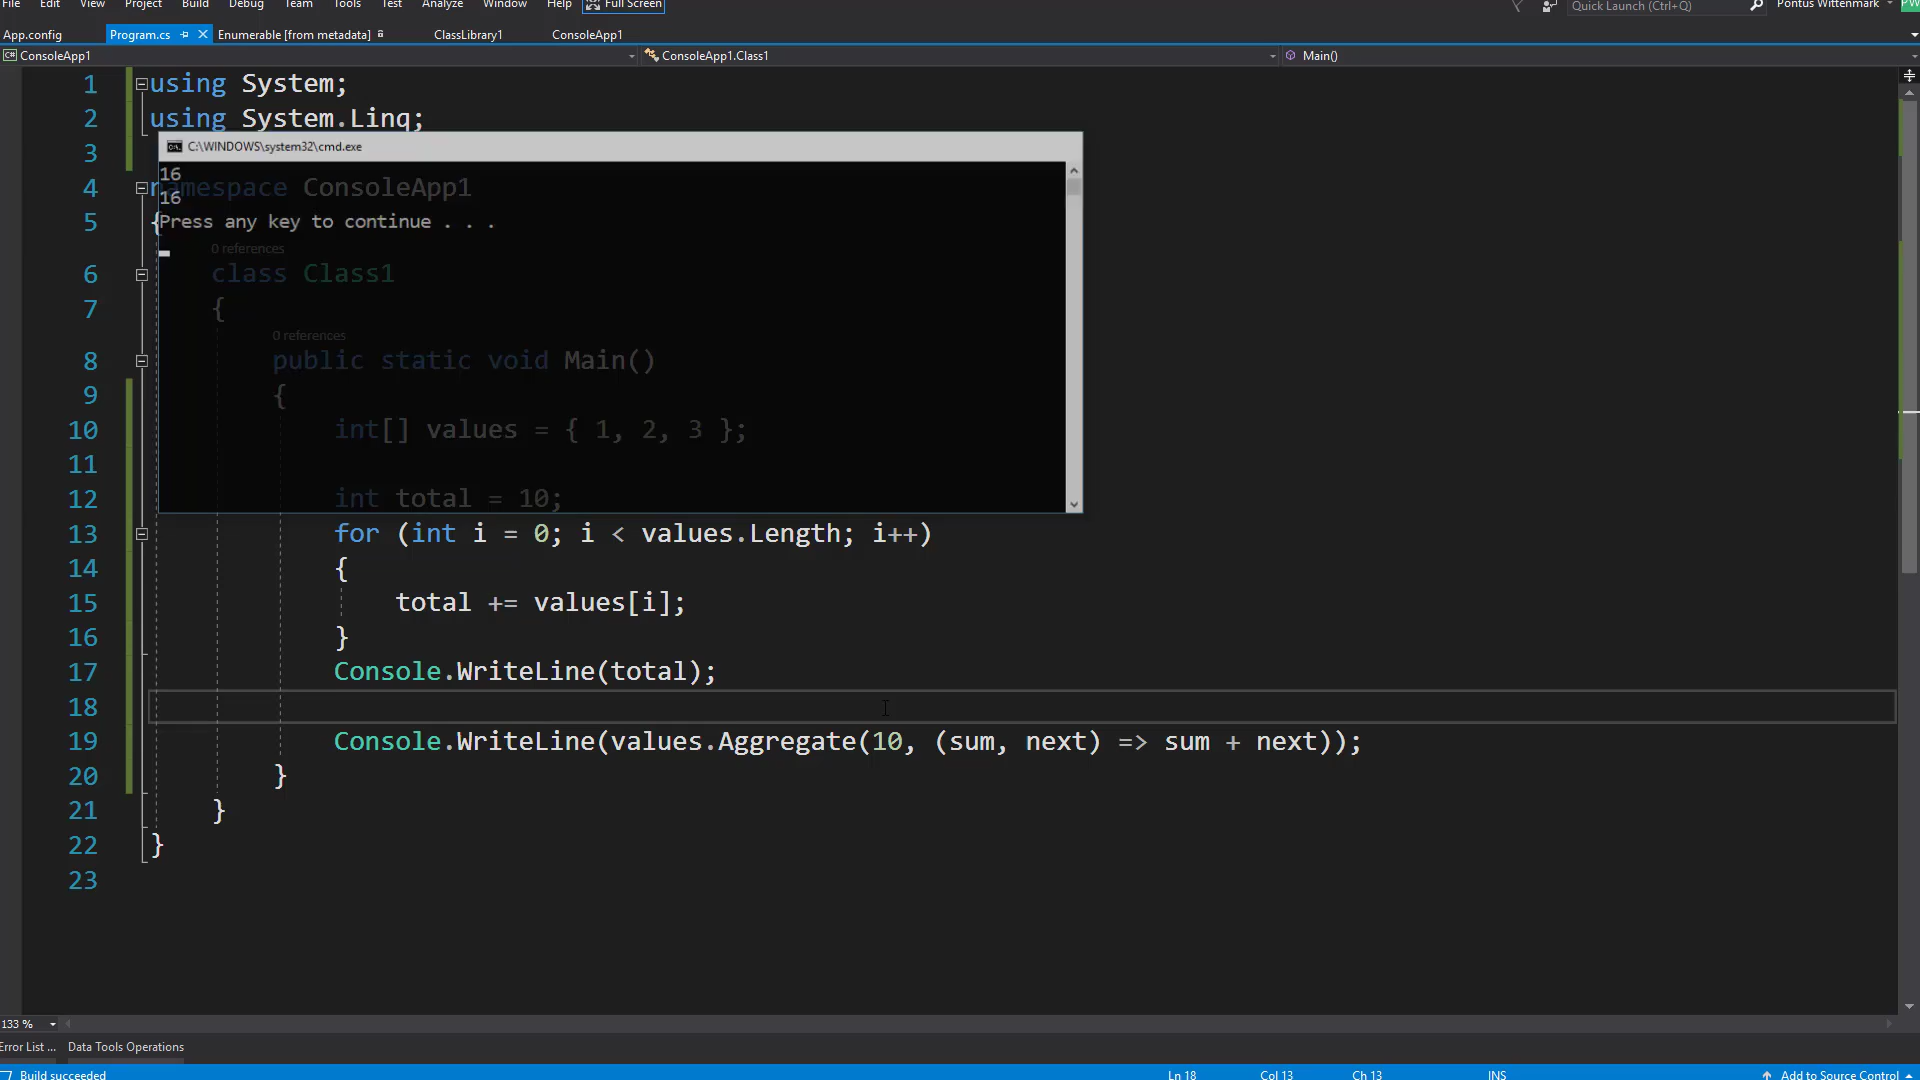 File Edit View Project Build Debug Team Tools Test Analyze Window Help Full Screen Quick Launch (Ctrl+Q) Pontus Wittenmark PW
App.config Program.cs Enumerable [from metadata] ClassLibrary1 ConsoleApp1
C# ConsoleApp1 ConsoleApp1.Class1 Main()
1 using System;
2 using System.Linq;
C:\WINDOWS\system32\cmd.exe
3
16
4 namespace ConsoleApp1
16
5 {
Press any key to continue . . .
0 references
6 class Class1
7 {
0 references
8 public static void Main()
9 {
10 int[] values = { 1, 2, 3 };
11
12 int total = 10;
13 for (int i = 0; i < values.Length; i++)
14 {
15 total += values[i];
16 }
17 Console.WriteLine(total);
18
19 Console.WriteLine(values.Aggregate(10, (sum, next) => sum + next));
20 }
21 }
22 }
23
133 %
Error List ... Data Tools Operations
Build succeeded Ln 18 Col 13 Ch 13 INS Add to Source Control